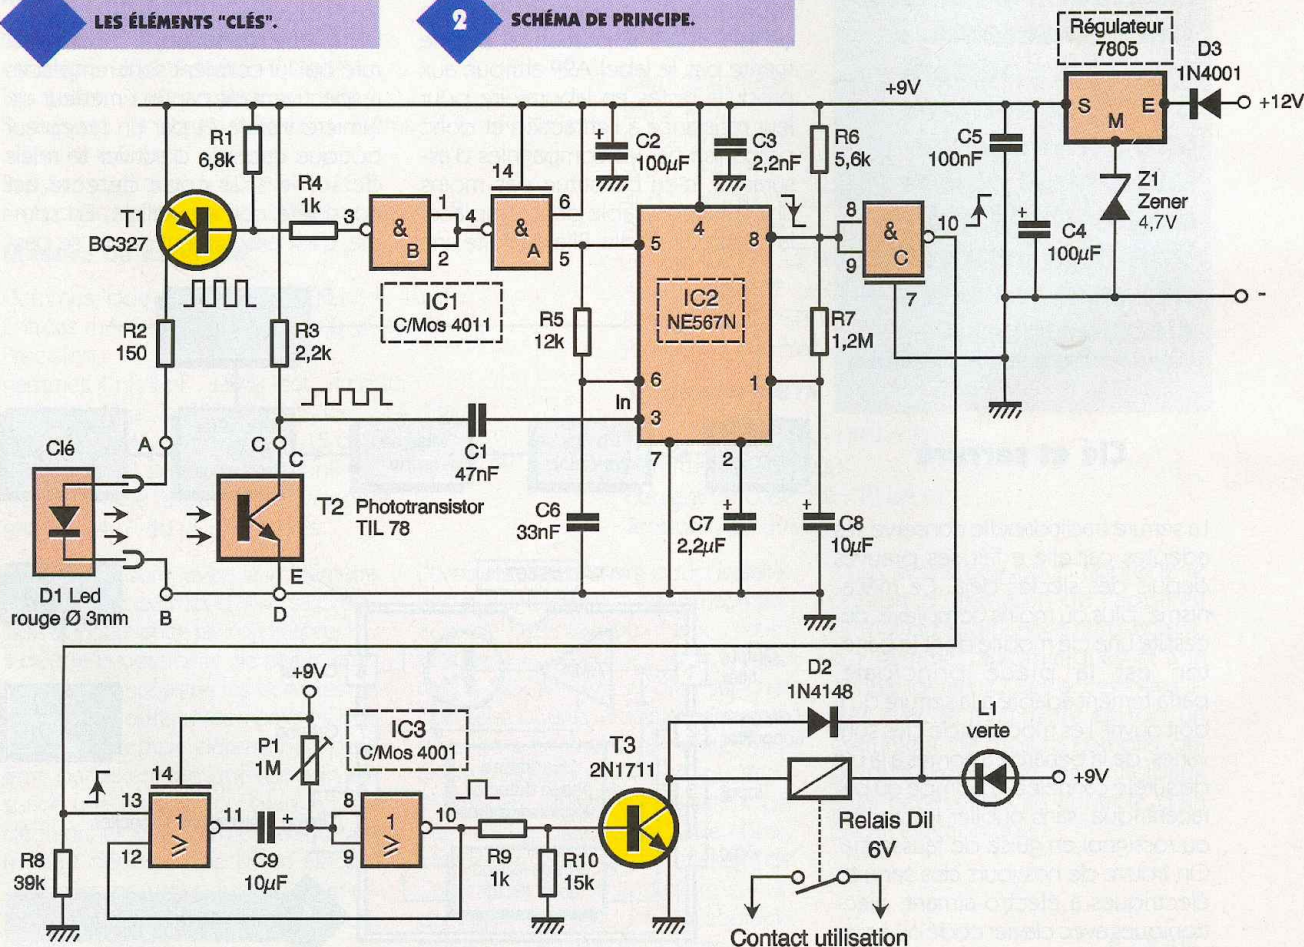 LES ÉLÉMENTS "CLÉS".
2
SCHÉMA DE PRINCIPE.
Régulateur
7805
D3
1N4001
+12V
S
E
M
+9V
R1
6,8k
R4
1k
T1
BC327
3
&
B
1
2
4
14
&
A
6
5
+
C2
100µF
C3
2,2nF
R6
5,6k
C5
100nF
+
C4
100µF
Z1
Zener
4,7V
-
IC1
C/Mos 4011
5
4
8
IC2
NE567N
6
1
In
3
7
2
8
9
&
C
10
7
R2
150
R3
2,2k
R5
12k
R7
1,2M
Clé
A
C
C
C1
47nF
T2
Phototransistor
TIL 78
E
D1 Led
rouge Ø 3mm
B
D
C6
33nF
+
C7
2,2µF
+
C8
10µF
+9V
P1
1M
IC3
C/Mos 4001
14
13
12
1
≥
11
+
C9
10µF
8
9
1
≥
10
R8
39k
R9
1k
R10
15k
T3
2N1711
D2
1N4148
L1
verte
+9V
Relais Dil
6V
Contact utilisation